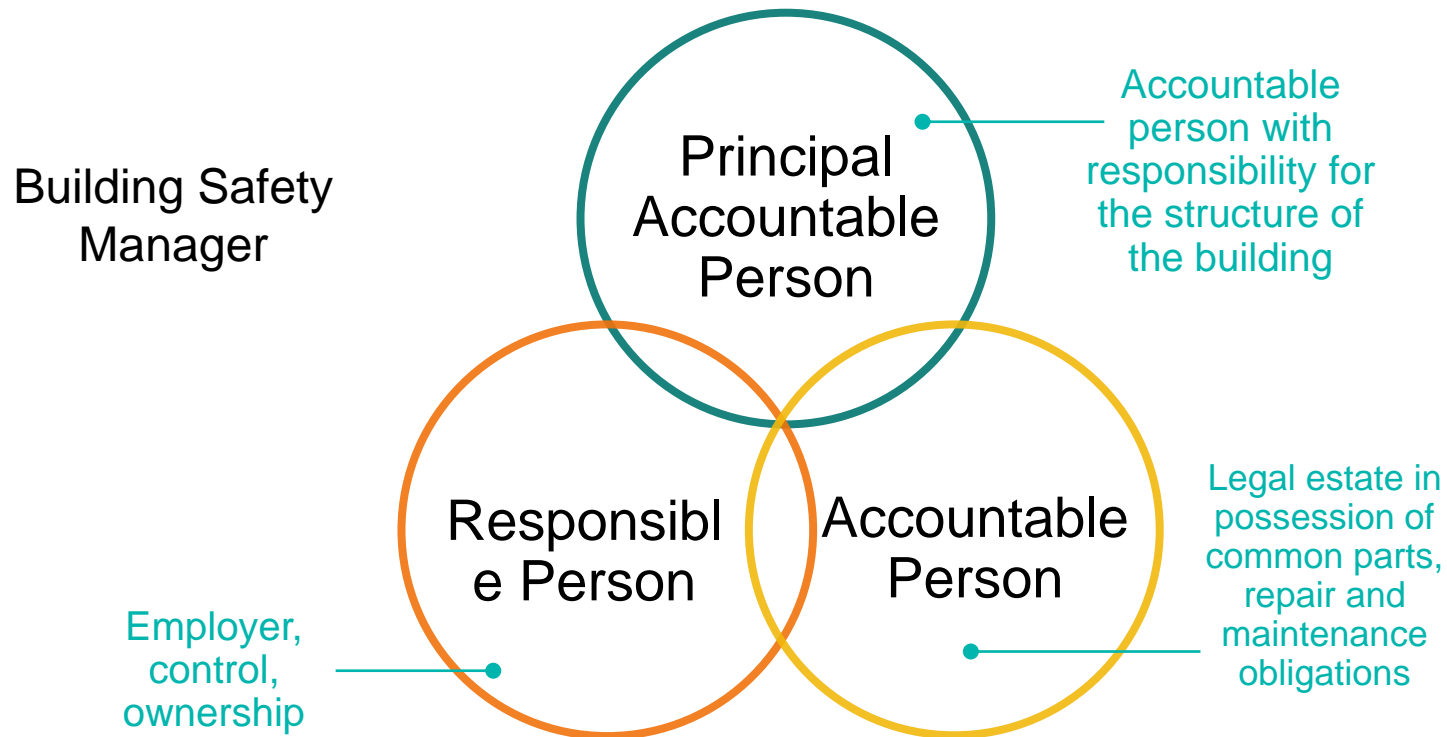 Building Safety
Manager
Principal
Accountable
Person
Accountable
person with
responsibility for
the structure of
the building
Responsibl
e Person
Accountable
Person
Employer,
control,
ownership
Legal estate in
possession of
common parts,
repair and
maintenance
obligations